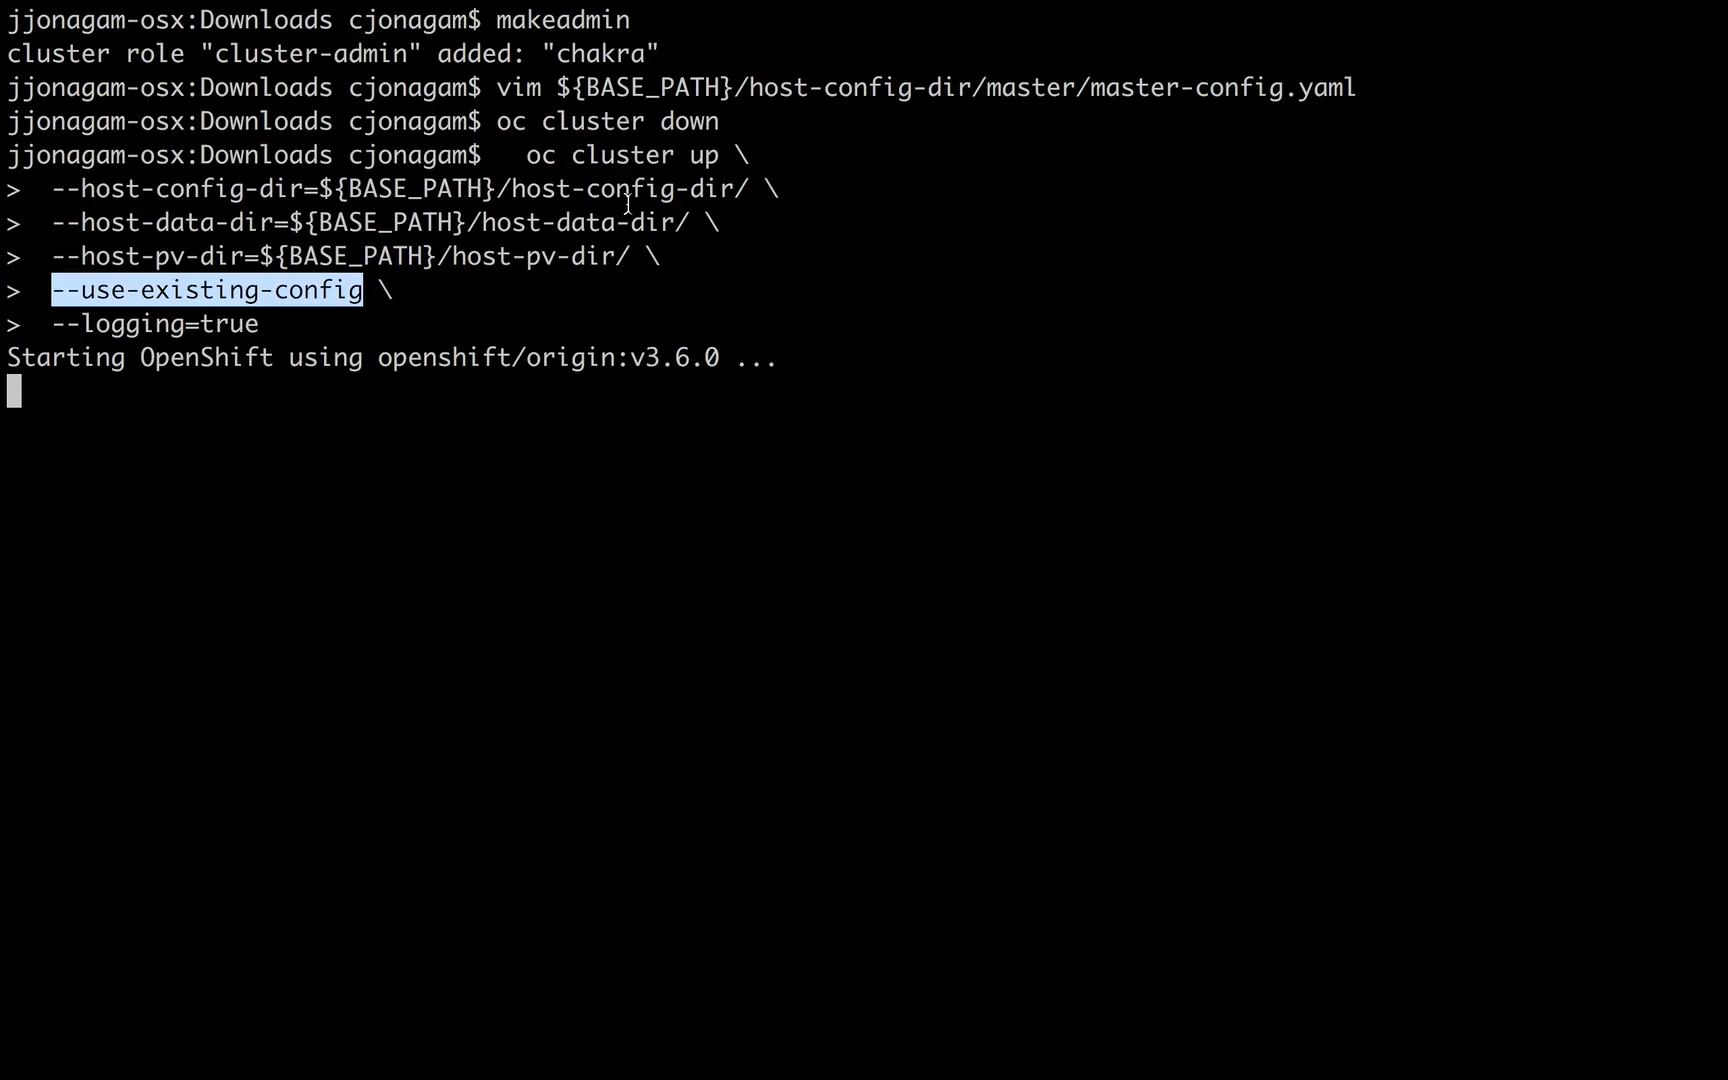 jjonagam-osx:Downloads cjonagam$ makeadmin
cluster role "cluster-admin" added: "chakra"
jjonagam-osx:Downloads cjonagam$ vim ${BASE_PATH}/host-config-dir/master/master-config.yaml
jjonagam-osx:Downloads cjonagam$ oc cluster down
jjonagam-osx:Downloads cjonagam$   oc cluster up \
>  --host-config-dir=${BASE_PATH}/host-config-dir/ \
>  --host-data-dir=${BASE_PATH}/host-data-dir/ \
>  --host-pv-dir=${BASE_PATH}/host-pv-dir/ \
>  --use-existing-config \
>  --logging=true
Starting OpenShift using openshift/origin:v3.6.0 ...